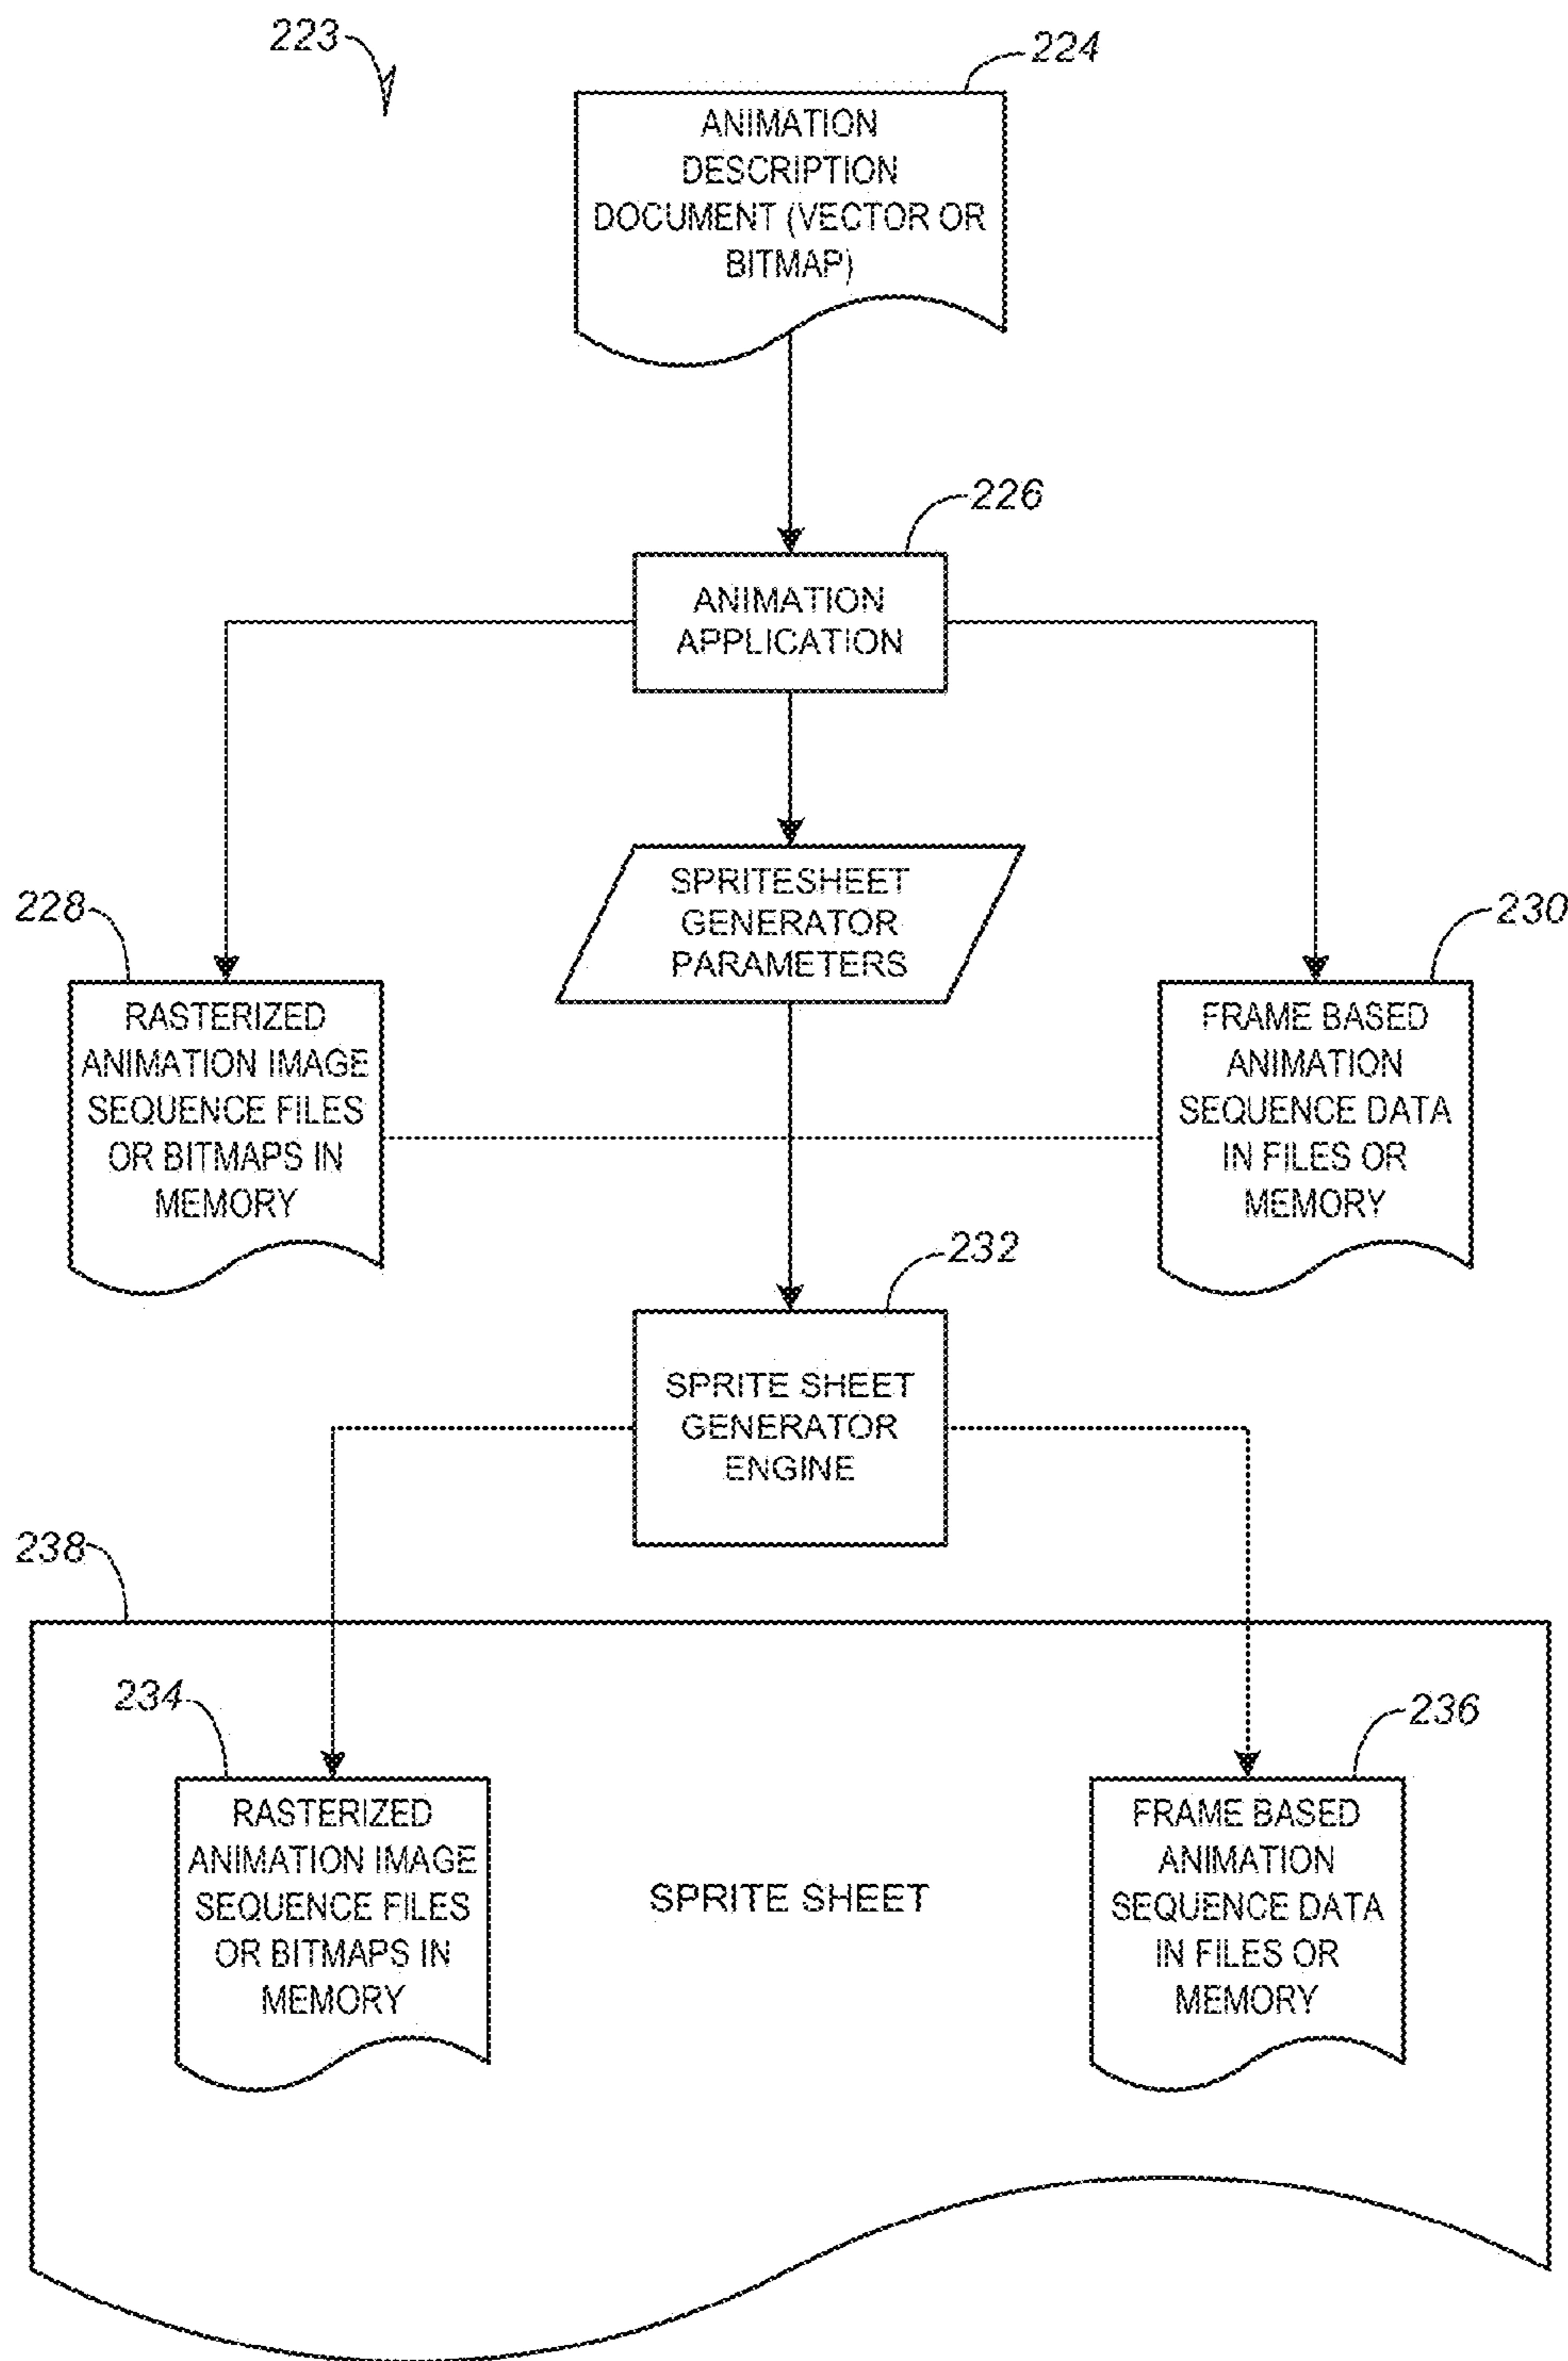 223
224
ANIMATION
DESCRIPTION
DOCUMENT (VECTOR OR
BITMAP)
226
ANIMATION
APPLICATION
SPRITESHEET
GENERATOR
PARAMETERS
228
RASTERIZED
ANIMATION IMAGE
SEQUENCE FILES
OR BITMAPS IN
MEMORY
230
FRAME BASED
ANIMATION
SEQUENCE DATA
IN FILES OR
MEMORY
232
SPRITE SHEET
GENERATOR
ENGINE
238
234
RASTERIZED
ANIMATION IMAGE
SEQUENCE FILES
OR BITMAPS IN
MEMORY
SPRITE SHEET
236
FRAME BASED
ANIMATION
SEQUENCE DATA
IN FILES OR
MEMORY